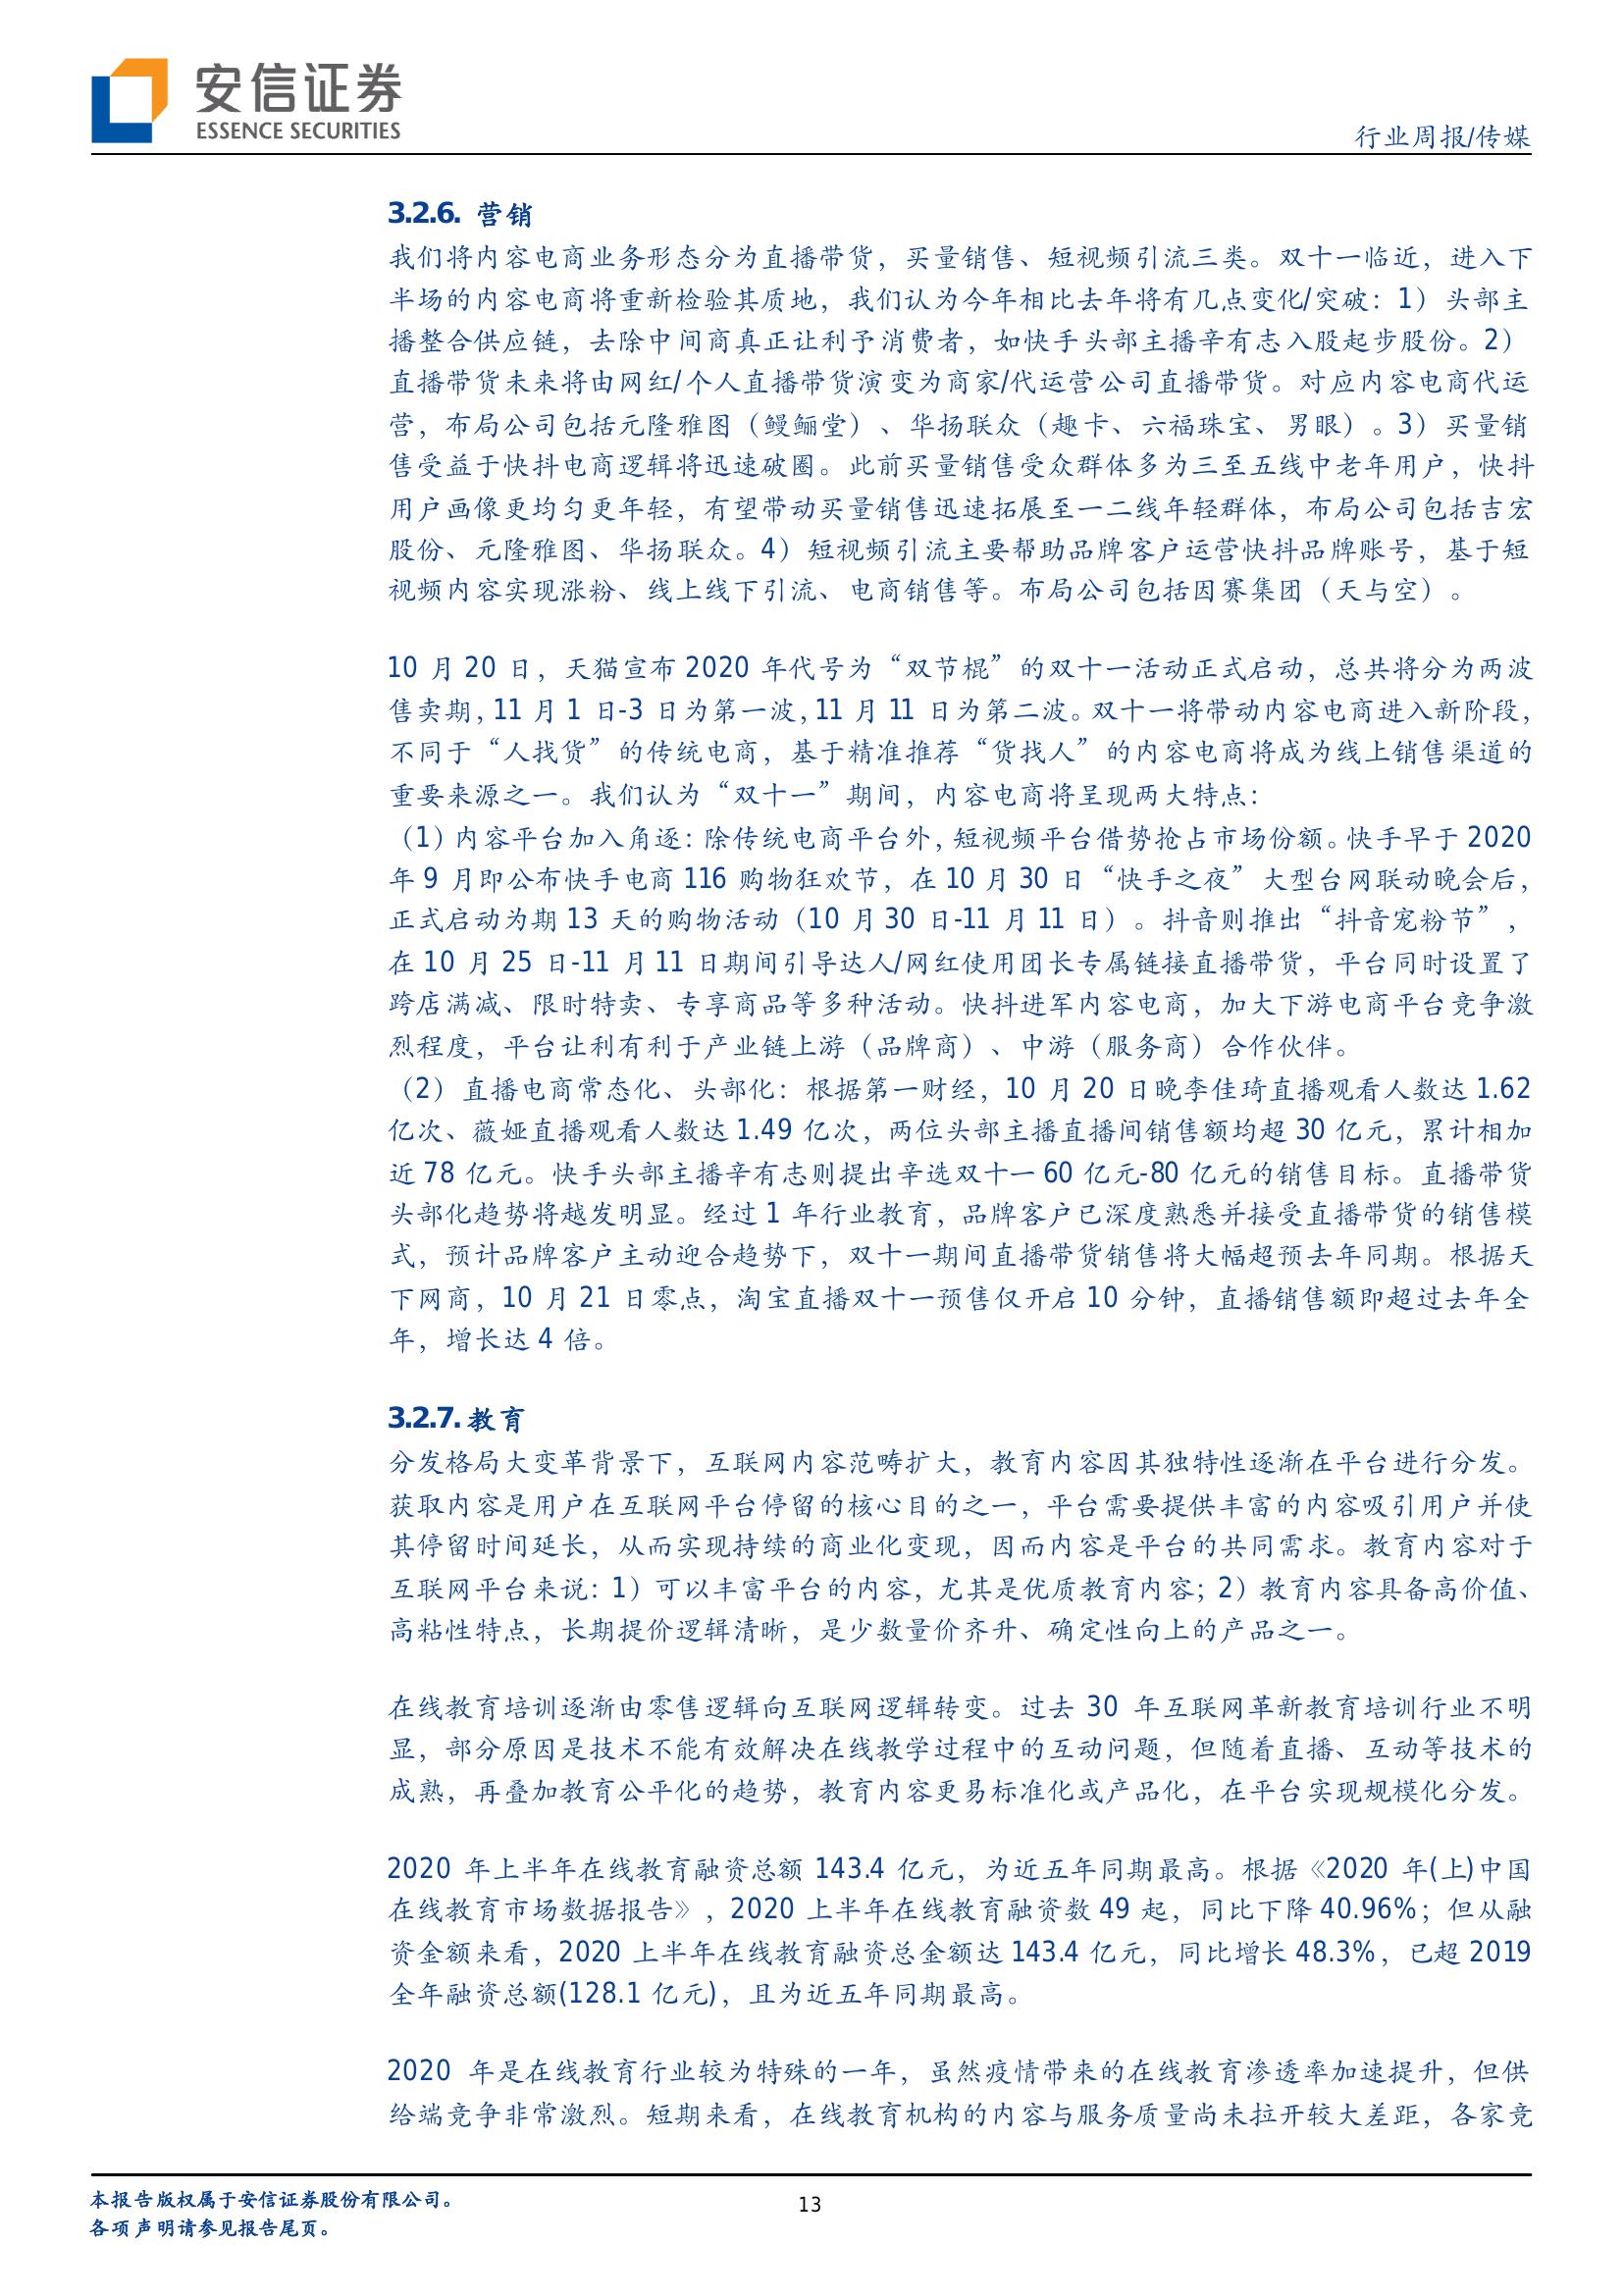 安信证券
ESSENCE SECURITIES
行业周报/传媒
3.2.6. 营销
我们将内容电商业务形态分为直播带货，买量销售、短视频引流三类。双十一临近，进入下
半场的内容电商将重新检验其质地，我们认为今年相比去年将有几点变化/突破：1）头部主
播整合供应链，去除中间商真正让利予消费者，如快手头部主播辛有志入股起步股份。2）
直播带货未来将由网红/个人直播带货演变为商家/代运营公司直播带货。对应内容电商代运
营，布局公司包括元隆雅图（鳗鲡堂）、华扬联众（趣卡、六福珠宝、男眼）。3）买量销
售受益于快抖电商逻辑将迅速破圈。此前买量销售受众群体多为三至五线中老年用户，快抖
用户画像更均匀更年轻，有望带动买量销售迅速拓展至一二线年轻群体，布局公司包括吉宏
股份、元隆雅图、华扬联众。4）短视频引流主要帮助品牌客户运营快抖品牌账号，基于短
视频内容实现涨粉、线上线下引流、电商销售等。布局公司包括因赛集团（天与空）。
10 月 20 日，天猫宣布 2020 年代号为“双节棍”的双十一活动正式启动，总共将分为两波
售卖期，11 月 1 日-3 日为第一波，11 月 11 日为第二波。双十一将带动内容电商进入新阶段，
不同于“人找货”的传统电商，基于精准推荐“货找人”的内容电商将成为线上销售渠道的
重要来源之一。我们认为“双十一”期间，内容电商将呈现两大特点：
（1）内容平台加入角逐：除传统电商平台外，短视频平台借势抢占市场份额。快手早于 2020
年 9 月即公布快手电商 116 购物狂欢节，在 10 月 30 日“快手之夜”大型台网联动晚会后，
正式启动为期 13 天的购物活动（10 月 30 日-11 月 11 日）。抖音则推出“抖音宠粉节”，
在 10 月 25 日-11 月 11 日期间引导达人/网红使用团长专属链接直播带货，平台同时设置了
跨店满减、限时特卖、专享商品等多种活动。快抖进军内容电商，加大下游电商平台竞争激
烈程度，平台让利有利于产业链上游（品牌商）、中游（服务商）合作伙伴。
（2）直播电商常态化、头部化：根据第一财经，10 月 20 日晚李佳琦直播观看人数达 1.62
亿次、薇娅直播观看人数达 1.49 亿次，两位头部主播直播间销售额均超 30 亿元，累计相加
近 78 亿元。快手头部主播辛有志则提出辛选双十一 60 亿元-80 亿元的销售目标。直播带货
头部化趋势将越发明显。经过 1 年行业教育，品牌客户已深度熟悉并接受直播带货的销售模
式，预计品牌客户主动迎合趋势下，双十一期间直播带货销售将大幅超预去年同期。根据天
下网商，10 月 21 日零点，淘宝直播双十一预售仅开启 10 分钟，直播销售额即超过去年全
年，增长达 4 倍。
3.2.7. 教育
分发格局大变革背景下，互联网内容范畴扩大，教育内容因其独特性逐渐在平台进行分发。
获取内容是用户在互联网平台停留的核心目的之一，平台需要提供丰富的内容吸引用户并使
其停留时间延长，从而实现持续的商业化变现，因而内容是平台的共同需求。教育内容对于
互联网平台来说：1）可以丰富平台的内容，尤其是优质教育内容；2）教育内容具备高价值、
高粘性特点，长期提价逻辑清晰，是少数量价齐升、确定性向上的产品之一。
在线教育培训逐渐由零售逻辑向互联网逻辑转变。过去 30 年互联网革新教育培训行业不明
显，部分原因是技术不能有效解决在线教学过程中的互动问题，但随着直播、互动等技术的
成熟，再叠加教育公平化的趋势，教育内容更易标准化或产品化，在平台实现规模化分发。
2020 年上半年在线教育融资总额 143.4 亿元，为近五年同期最高。根据《2020 年(上)中国
在线教育市场数据报告》，2020 上半年在线教育融资数 49 起，同比下降 40.96%；但从融
资金额来看，2020 上半年在线教育融资总金额达 143.4 亿元，同比增长 48.3%，已超 2019
全年融资总额(128.1 亿元)，且为近五年同期最高。
2020 年是在线教育行业较为特殊的一年，虽然疫情带来的在线教育渗透率加速提升，但供
给端竞争非常激烈。短期来看，在线教育机构的内容与服务质量尚未拉开较大差距，各家竞
本报告版权属于安信证券股份有限公司。
各项声明请参见报告尾页。
13